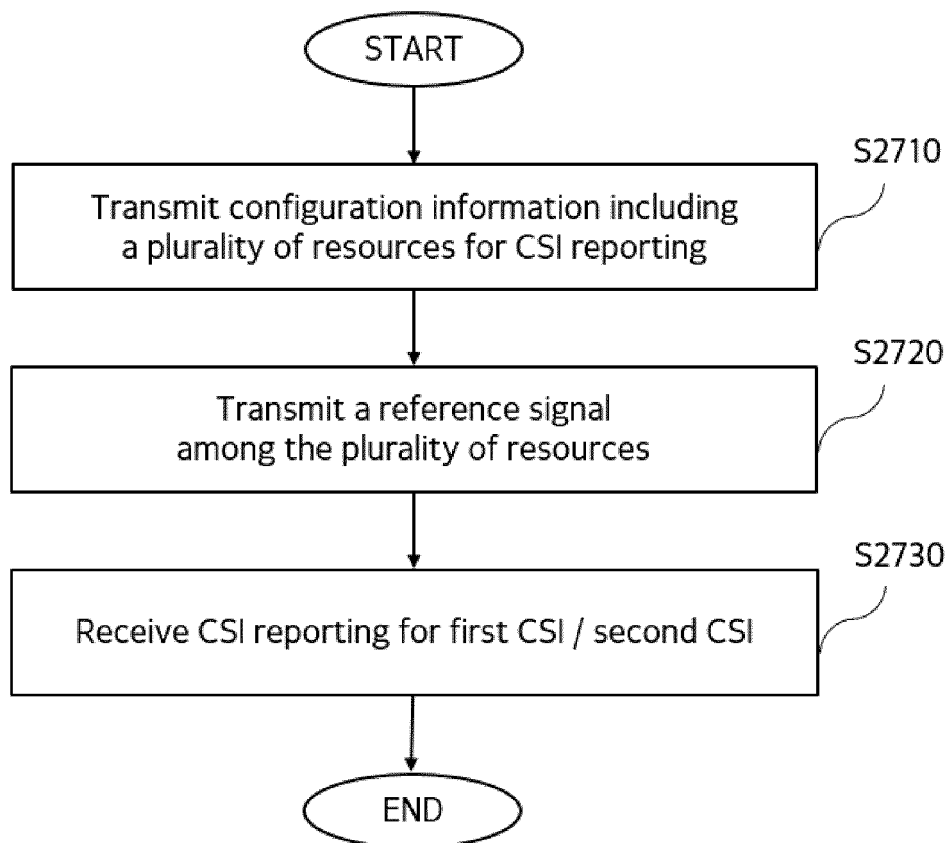 START
S2710
Transmit configuration information including
a plurality of resources for CSI reporting
S2720
Transmit a reference signal
among the plurality of resources
S2730
Receive CSI reporting for first CSI / second CSI
END